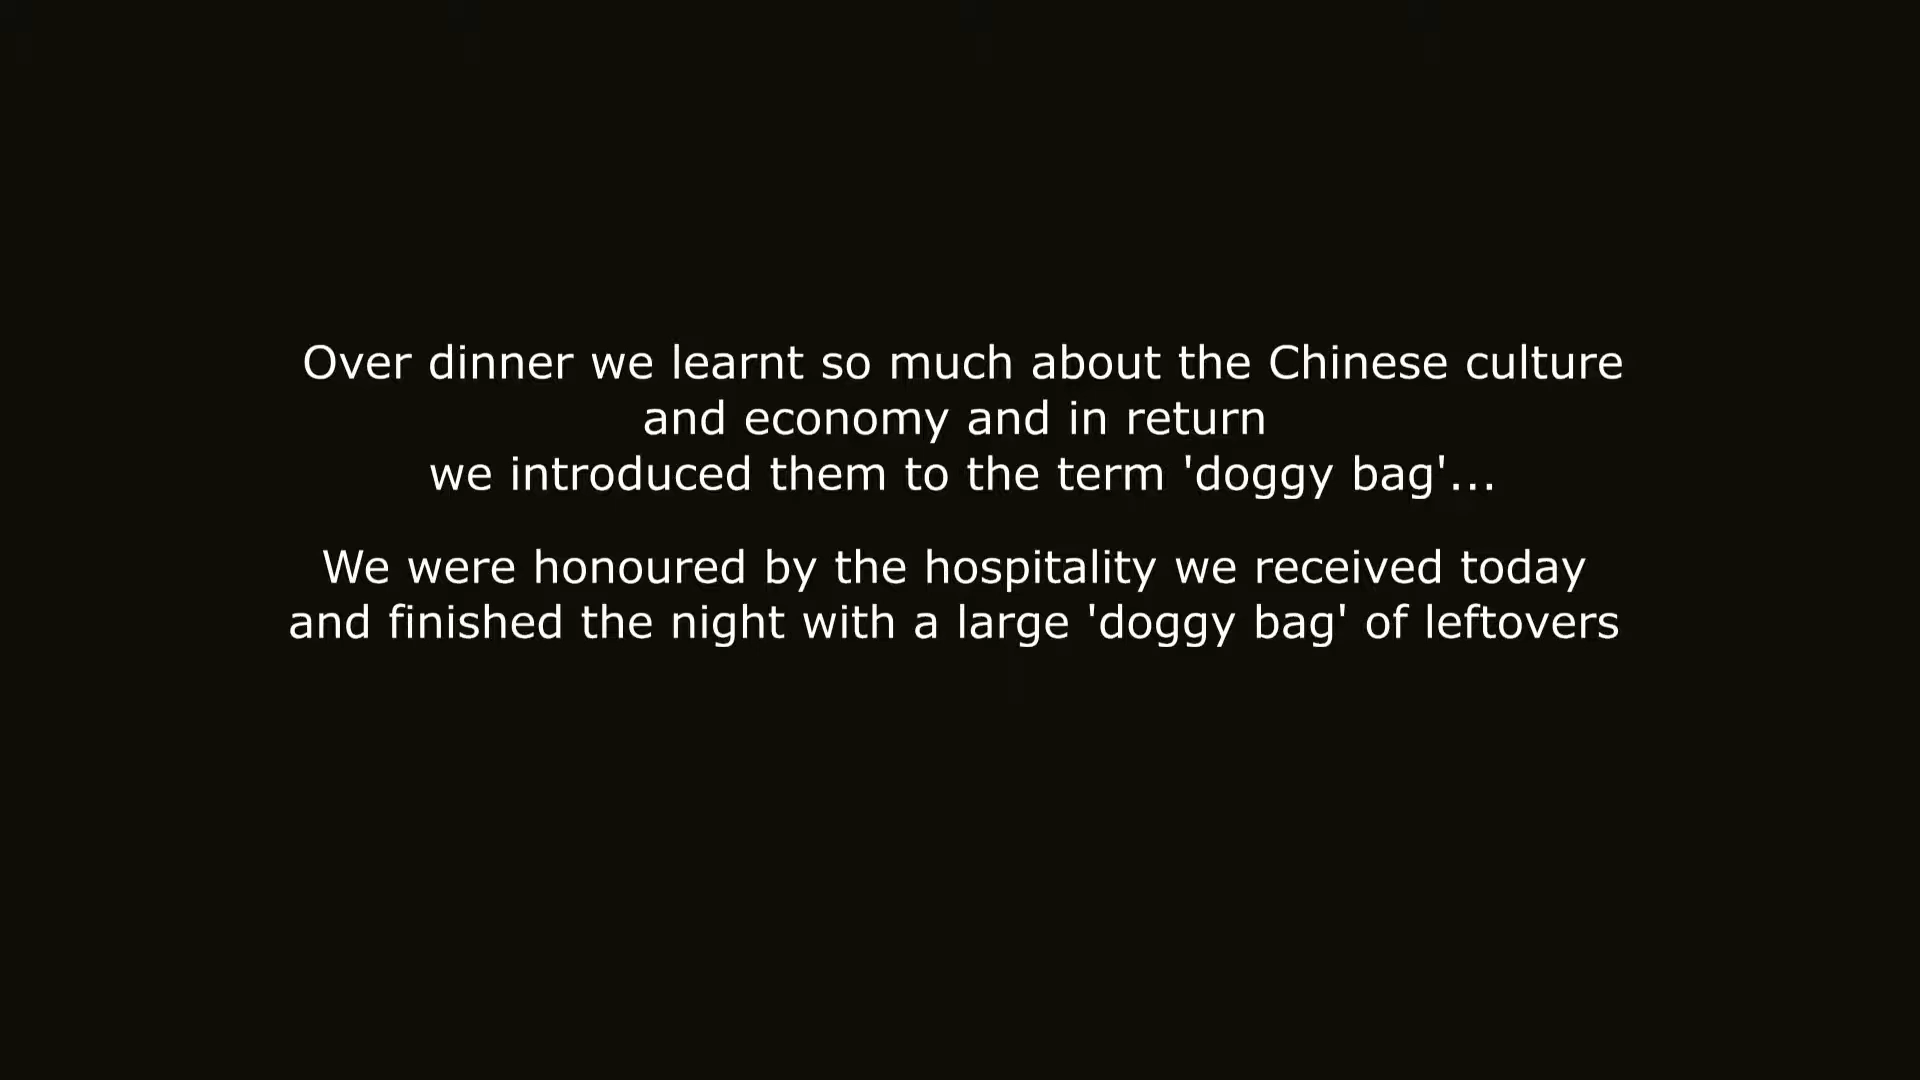 Over dinner we learnt so much about the Chinese culture
and economy and in return
we introduced them to the term 'doggy bag'...
We were honoured by the hospitality we received today
and finished the night with a large 'doggy bag' of leftovers